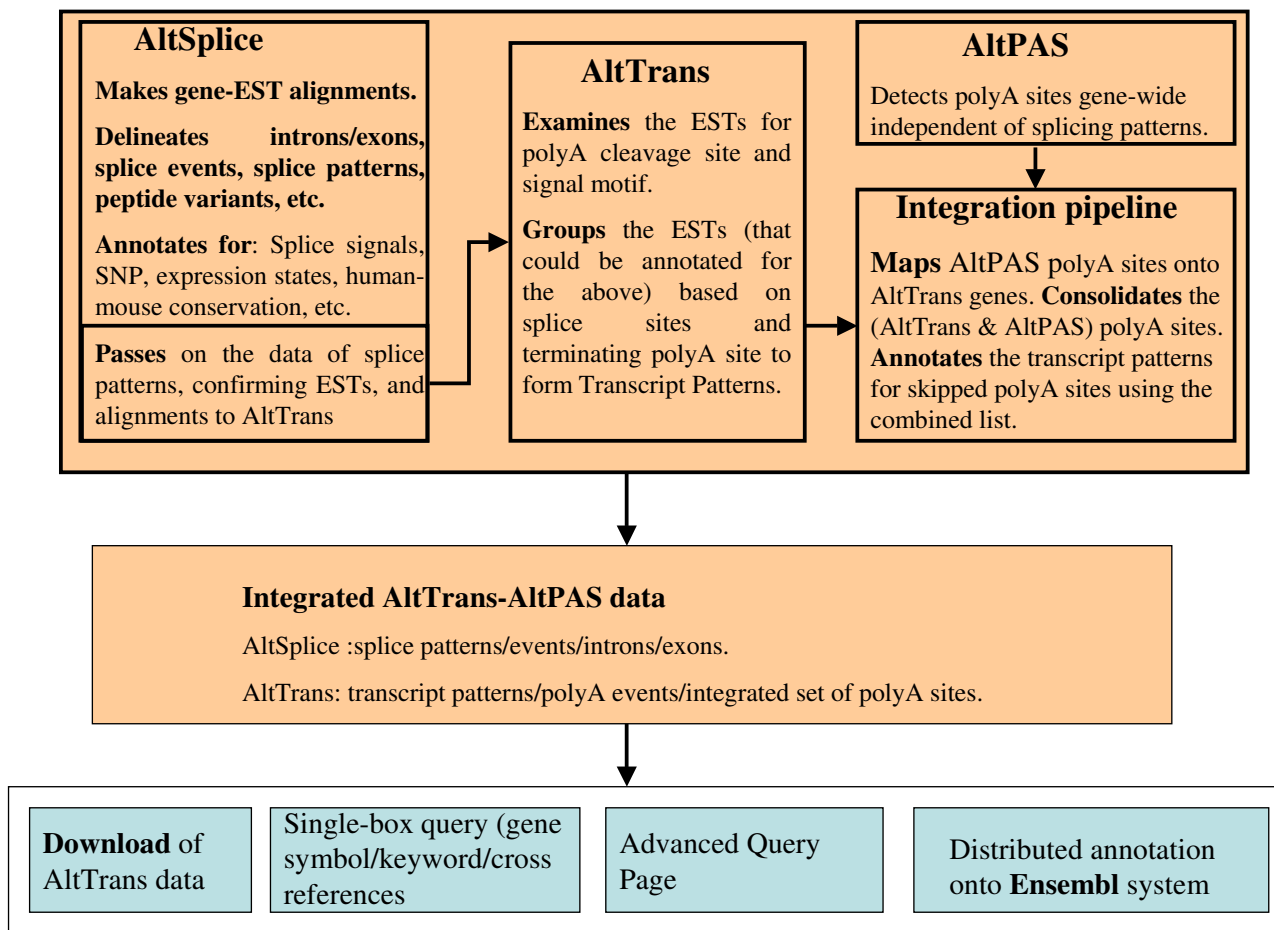 AltSplice
Makes gene-EST alignments.
Delineates introns/exons,
splice events, splice patterns,
peptide variants, etc.
Annotates for: Splice signals,
SNP, expression states, human-
mouse conservation, etc.
Passes on the data of splice
patterns, confirming ESTs, and
alignments to AltTrans
AltTrans
Examines the ESTs for
polyA cleavage site and
signal motif.
Groups the ESTs (that
could be annotated for
the above) based on
splice sites and
terminating polyA site to
form Transcript Patterns.
AltPAS
Detects polyA sites gene-wide
independent of splicing patterns.
Integration pipeline
Maps AltPAS polyA sites onto
AltTrans genes. Consolidates the
(AltTrans & AltPAS) polyA sites.
Annotates the transcript patterns
for skipped polyA sites using the
combined list.
Integrated AltTrans-AltPAS data
AltSplice :splice patterns/events/introns/exons.
AltTrans: transcript patterns/polyA events/integrated set of polyA sites.
Download of
AltTrans data
Single-box query (gene
symbol/keyword/cross
references
Advanced Query
Page
Distributed annotation
onto Ensembl system